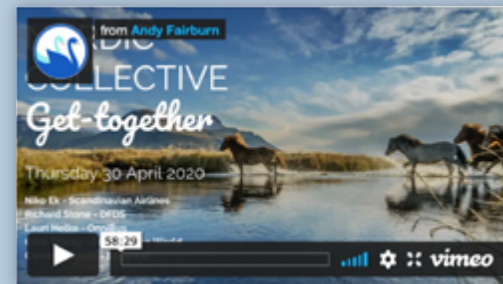 from Andy Fairburn
COLLECTIVE
Get-together
Thursday 30 April 2020
Niko Ek - Scandinavian Airlines
Richard Stone - DFDS
Lauri
58:29
vimeo